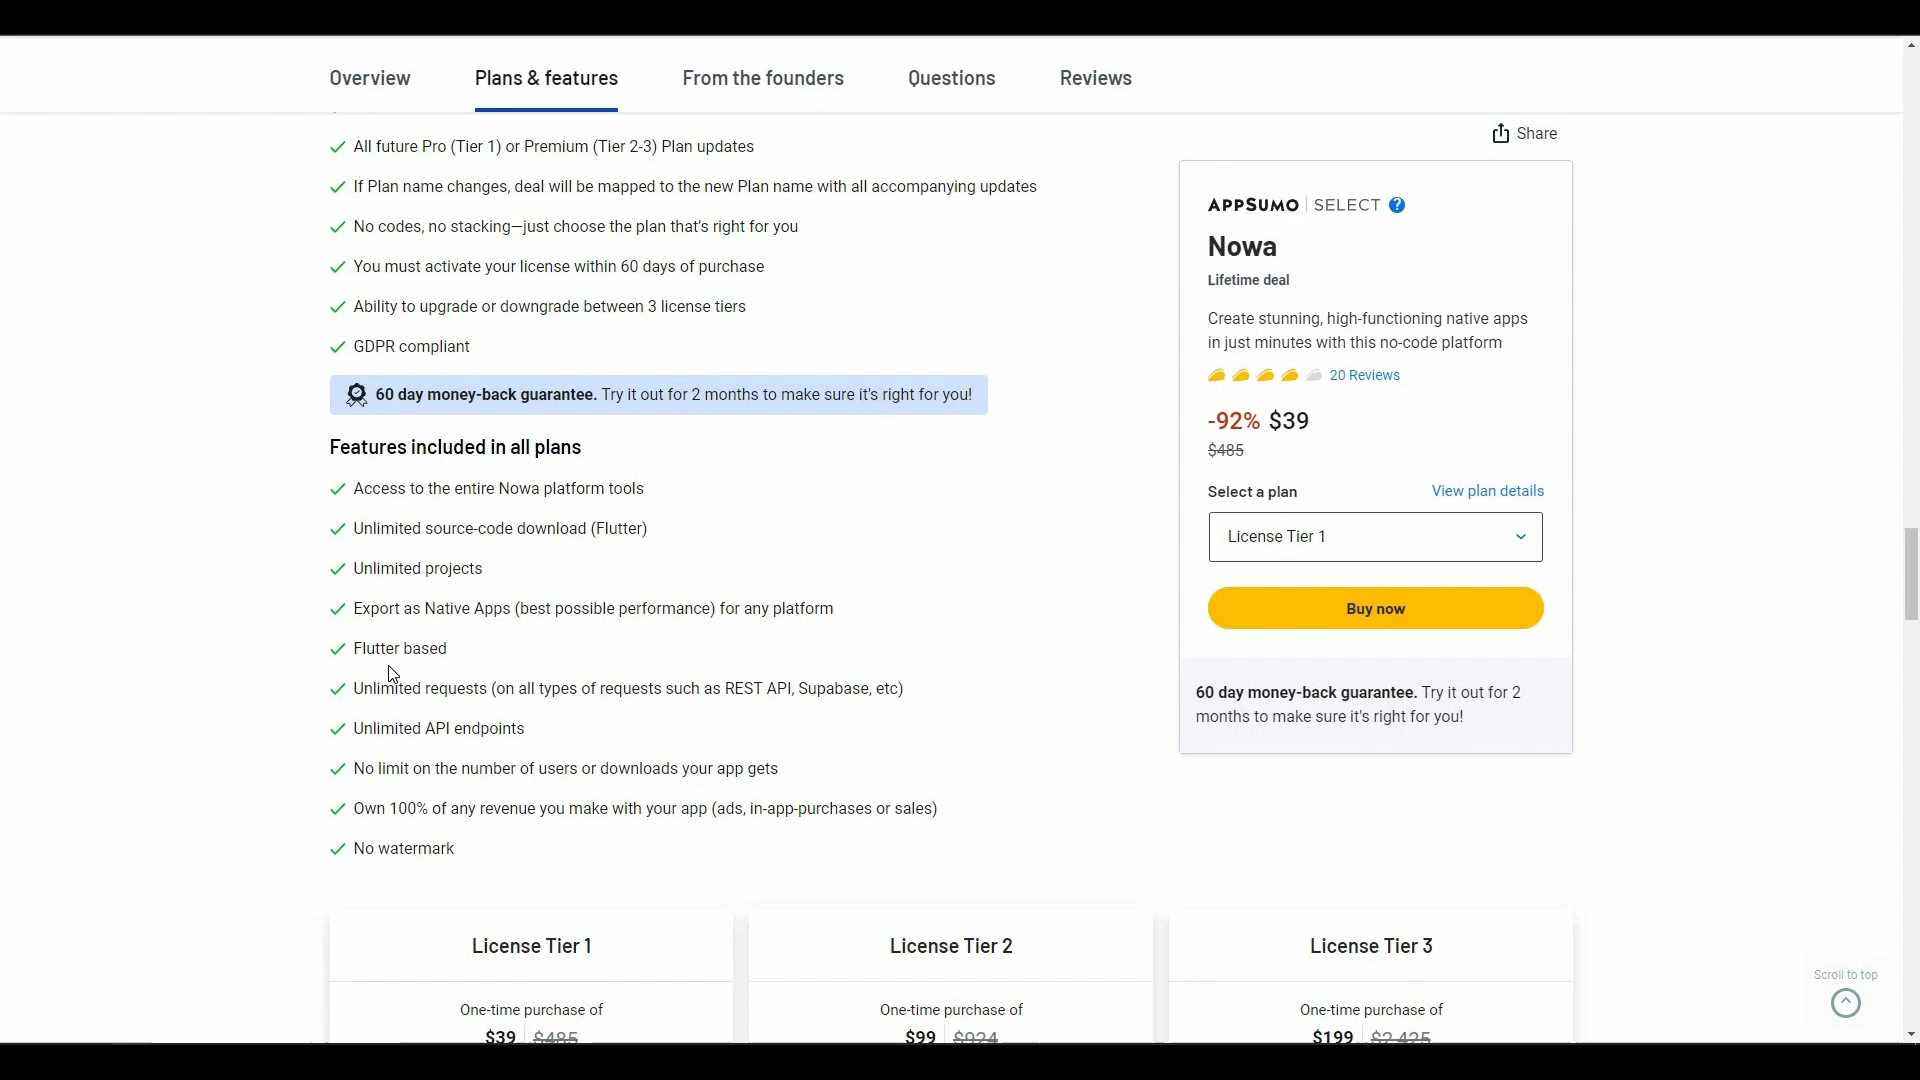 Overview
Plans & features
From the founders
Questions
Reviews
All future Pro (Tier 1) or Premium (Tier 2-3) Plan updates
If Plan name changes, deal will be mapped to the new Plan name with all accompanying updates
No codes, no stacking—just choose the plan that's right for you
You must activate your license within 60 days of purchase
Ability to upgrade or downgrade between 3 license tiers
GDPR compliant
60 day money-back guarantee. Try it out for 2 months to make sure it's right for you!
Features included in all plans
Access to the entire Nowa platform tools
Unlimited source-code download (Flutter)
Unlimited projects
Export as Native Apps (best possible performance) for any platform
Flutter based
Unlimited requests (on all types of requests such as REST API, Supabase, etc)
Unlimited API endpoints
No limit on the number of users or downloads your app gets
Own 100% of any revenue you make with your app (ads, in-app-purchases or sales)
No watermark
Share
APPSUMO | SELECT ?
Nowa
Lifetime deal
Create stunning, high-functioning native apps
in just minutes with this no-code platform
20 Reviews
-92% $39
$485
Select a plan
View plan details
License Tier 1
Buy now
60 day money-back guarantee. Try it out for 2
months to make sure it's right for you!
License Tier 1
One-time purchase of
$39 $485
License Tier 2
One-time purchase of
$99 $924
License Tier 3
One-time purchase of
$199 $2,425
Scroll to top